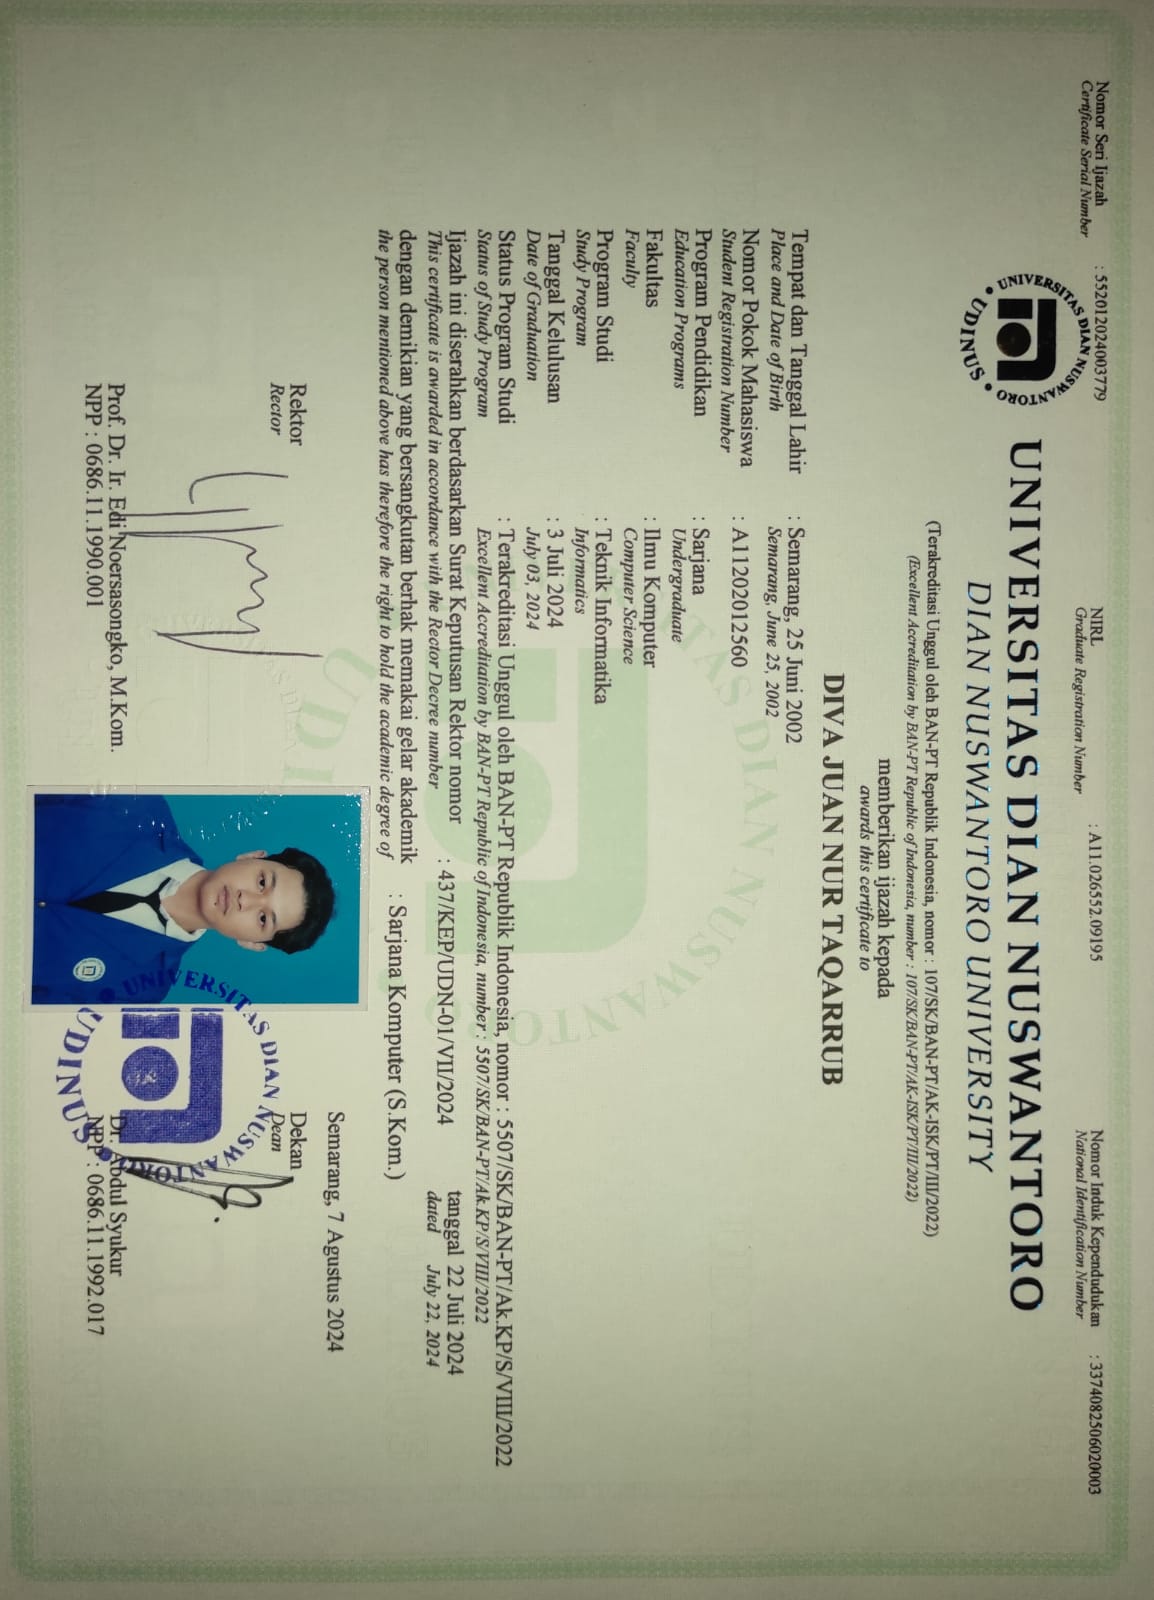 Nomor Seri Ijazah : 552012024003779
Certificate Serial Number
NIRL : A11.026552.09195
Graduate Registration Number
Nomor Induk Kependudukan : 3374082506020003
National Identification Number
UNIVERSITAS DIAN NUSWANTORO
UDINUS
UNIVERSITAS DIAN NUSWANTORO
DIAN NUSWANTORO UNIVERSITY
(Terakreditasi Unggul oleh BAN-PT Republik Indonesia, nomor : 107/SK/BAN-PT/AK-ISK/PT/III/2022)
(Excellent Accreditation by BAN-PT Republic of Indonesia, number : 107/SK/BAN-PT/AK-ISK/PT/III/2022)
memberikan ijazah kepada
awards this certificate to
DIVA JUAN NUR TAQARRUB
Tempat dan Tanggal Lahir : Semarang, 25 Juni 2002
Place and Date of Birth Semarang, June 25, 2002
Nomor Pokok Mahasiswa : A11202012560
Student Registration Number
Program Pendidikan : Sarjana
Education Programs Undergraduate
Fakultas : Ilmu Komputer
Faculty Computer Science
Program Studi : Teknik Informatika
Study Program Informatics
Tanggal Kelulusan : 3 Juli 2024
Date of Graduation July 03, 2024
Status Program Studi : Terakreditasi Unggul oleh BAN-PT Republik Indonesia, nomor : 5507/SK/BAN-PT/Ak.KP/S/VIII/2022
Status of Study Program Excellent Accreditation by BAN-PT Republic of Indonesia, number : 5507/SK/BAN-PT/Ak.KP/S/VIII/2022
Ijazah ini diserahkan berdasarkan Surat Keputusan Rektor nomor : 437/KEP/UDN-01/VII/2024 tanggal 22 Juli 2024
This certificate is awarded in accordance with the Rector Decree number dated July 22, 2024
dengan demikian yang bersangkutan berhak memakai gelar akademik : Sarjana Komputer (S.Kom.)
the person mentioned above has therefore the right to hold the academic degree of
Semarang, 7 Agustus 2024
Rektor
Rector
Dekan
Dean
Prof. Dr. Ir. Edi Noersasongko, M.Kom.
NPP : 0686.11.1990.001
Dr. Abdul Syukur
NPP : 0686.11.1992.017
UNIVERSITAS DIAN NUSWANTORO
UDINUS